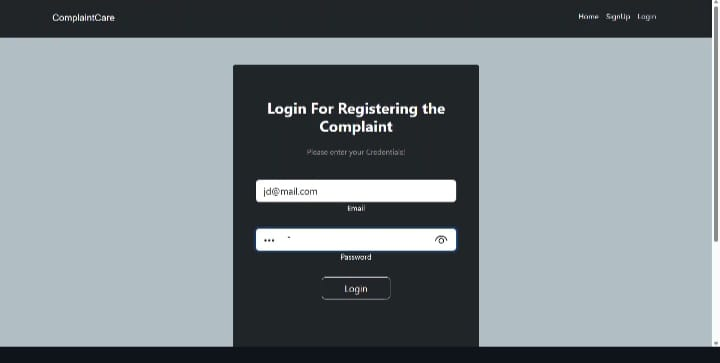 ComplaintCare
Home SignUp Login
Login For Registering the
Complaint
Please enter your Credentials!
jd@mail.com
Email
•••
Password
Login